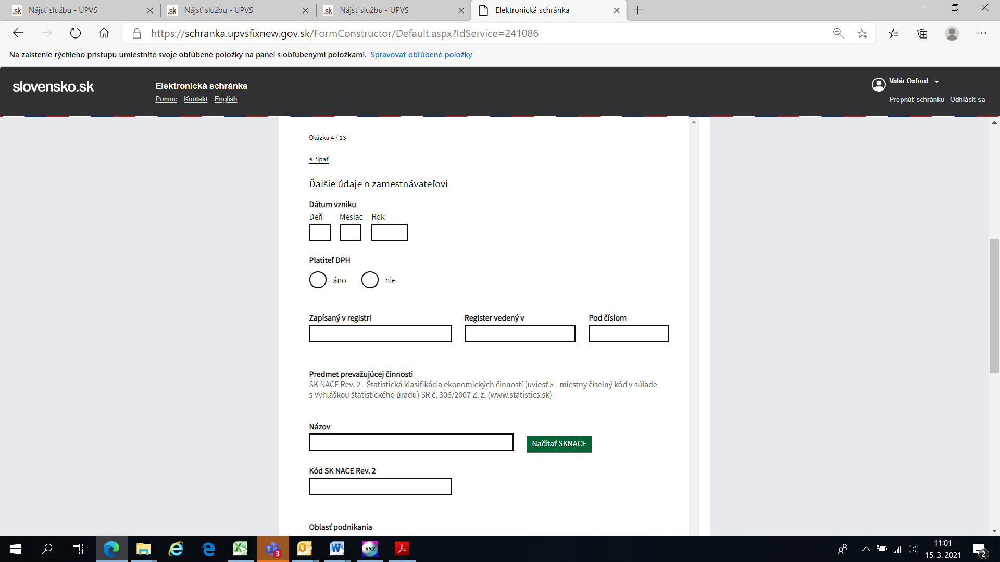 .sk Nájsť službu - UPVS
.sk Nájsť službu - UPVS
.sk Nájsť službu - UPVS
Elektronická schránka
https://schranka.upvsfixnew.gov.sk/FormConstructor/Default.aspx?IdService=241086
Na zaistenie rýchleho prístupu umiestnite svoje obľúbené položky na panel s obľúbenými položkami. Spravovať obľúbené položky
slovensko.sk
Elektronická schránka
Pomoc Kontakt English
Valér Oxford
Prepnúť schránku Odhlásiť sa
Otázka 4 / 13
Späť
Ďalšie údaje o zamestnávateľovi
Dátum vzniku
Deň Mesiac Rok
Platiteľ DPH
áno nie
Zapísaný v registri Register vedený v Pod číslom
Predmet prevažujúcej činnosti
SK NACE Rev. 2 - Štatistická klasifikácia ekonomických činností (uviesť 5 - miestny číselný kód v súlade
s Vyhláškou štatistického úradu) SR č. 306/2007 Z. z. (www.statistics.sk)
Názov
Načítať SKNACE
Kód SK NACE Rev. 2
Oblasť podnikania
3
SSZ
11:01
15. 3. 2021
2